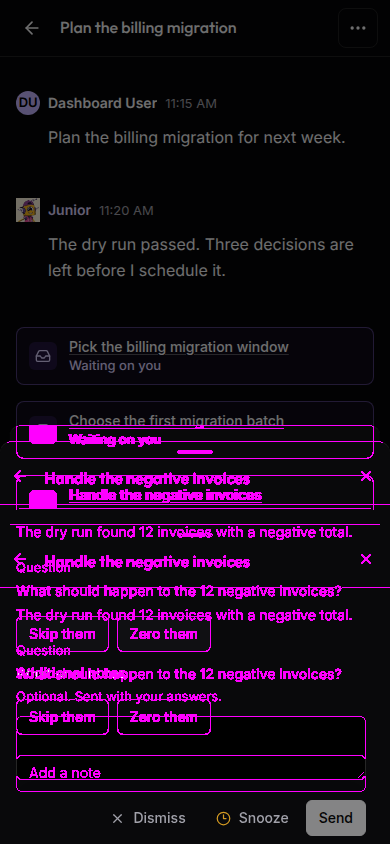 Plan the billing migration
DU Dashboard User 11:15 AM
Plan the billing migration for next week.
Junior 11:20 AM
The dry run passed. Three decisions are
left before I schedule it.
Pick the billing migration window
Waiting on you
Choose the first migration batch
Waiting on you
Handle the negative invoices
Handle the negative invoices
The dry run found 12 invoices with a negative total.
Handle the negative invoices
Question
What should happen to the 12 negative invoices?
The dry run found 12 invoices with a negative total.
Skip them Zero them
Question
Additional notes
What should happen to the 12 negative invoices?
Optional. Sent with your answers.
Skip them Zero them
Add a note
Dismiss Snooze Send